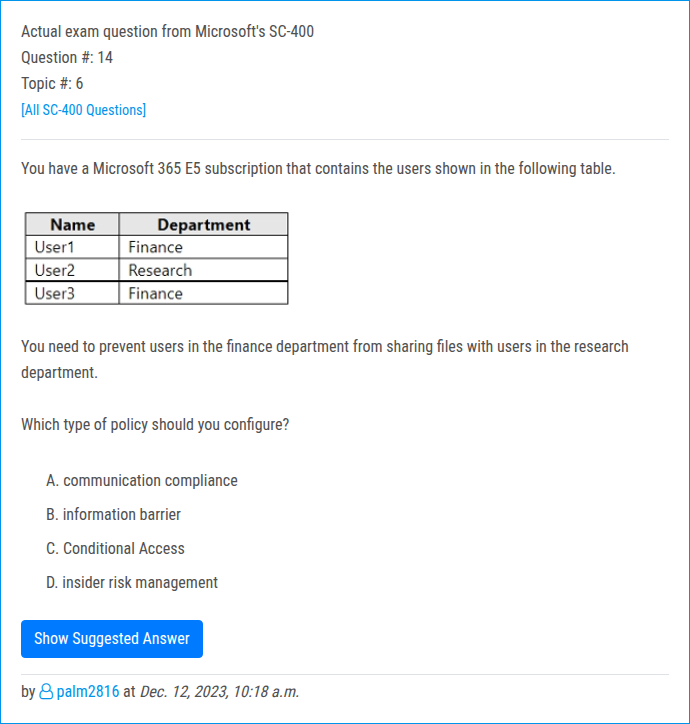 Actual exam question from Microsoft's SC-400
Question #: 14
Topic #: 6
[All SC-400 Questions]
You have a Microsoft 365 E5 subscription that contains the users shown in the following table.
Name Department
User1 Finance
User2 Research
User3 Finance
You need to prevent users in the finance department from sharing files with users in the research
department.
Which type of policy should you configure?
A. communication compliance
B. information barrier
C. Conditional Access
D. insider risk management
Show Suggested Answer
by palm2816 at Dec. 12, 2023, 10:18 a.m.